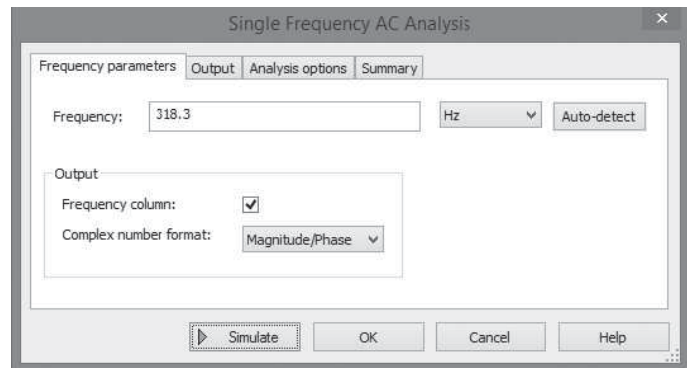 Single Frequency AC Analysis
Frequency parameters Output Analysis options Summary
Frequency: 318.3 Hz Auto-detect
Output
Frequency column:
Complex number format: Magnitude/Phase
Simulate OK Cancel Help